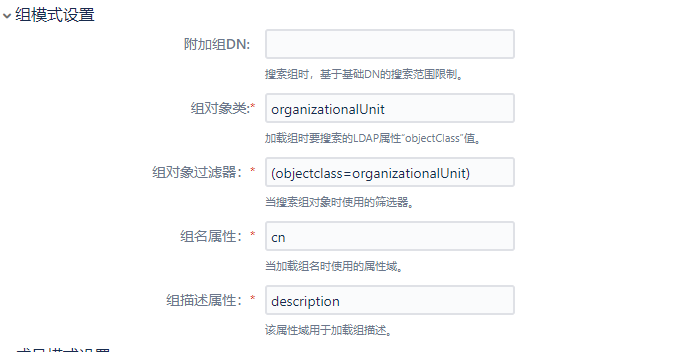 组模式设置
附加组DN:
搜索组时，基于基础DN的搜索范围限制。
组对象类:* organizationalUnit
加载组时要搜索的LDAP属性"objectClass"值。
组对象过滤器：* (objectclass=organizationalUnit)
当搜索组对象时使用的筛选器。
组名属性：* cn
当加载组名时使用的属性域。
组描述属性：* description
该属性域用于加载组描述。